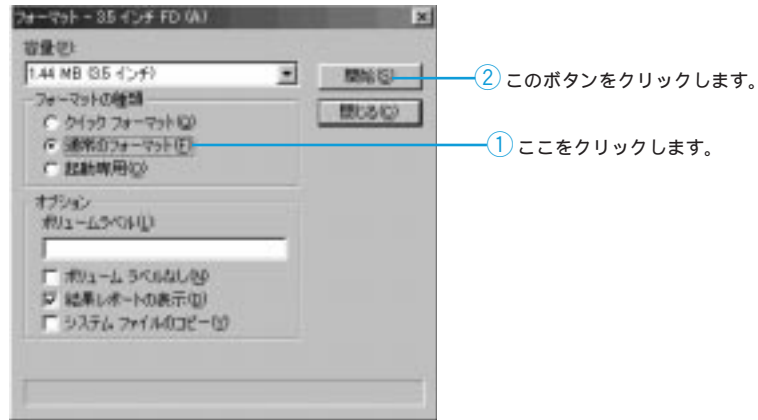 フォーマット - 3.5 インチ FD (A:)
容量(P):
1.44 MB (3.5 インチ)
開始(S)
② このボタンをクリックします。
フォーマットの種類
閉じる(C)
クイック フォーマット(Q)
通常のフォーマット(F)
① ここをクリックします。
起動専用(O)
オプション
ボリュームラベル(L)
ボリューム ラベルなし(N)
結果レポートの表示(D)
システム ファイルのコピー(Y)